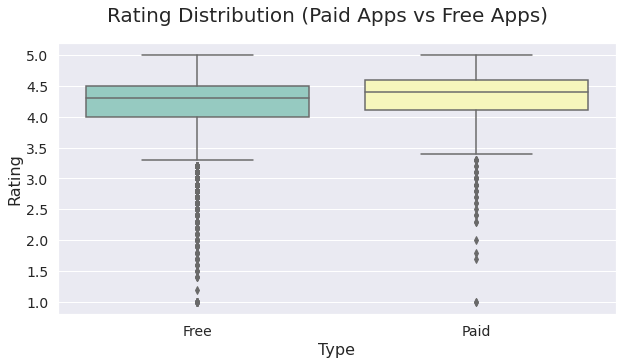 Rating Distribution (Paid Apps vs Free Apps)
5.0
4.5
4.0
3.5
3.0
2.5
2.0
1.5
1.0
Rating
Free
Paid
Type